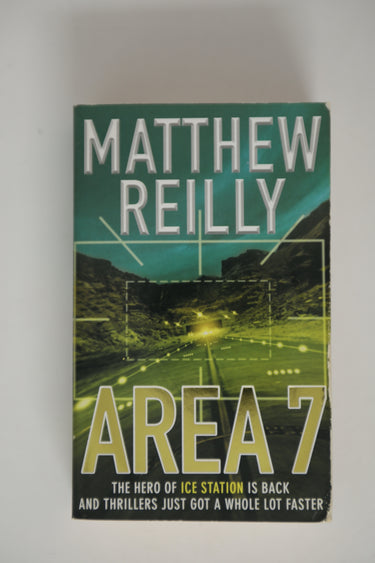 MATTHEW
REILLY
AREA 7
THE HERO OF ICE STATION IS BACK
AND THRILLERS JUST GOT A WHOLE LOT FASTER